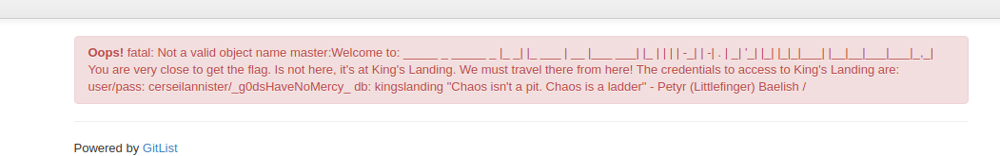 Oops! fatal: Not a valid object name master:Welcome to: _____ _ _____ _ |_ _| |_ ___ | __ |___ ___| |_ | | | | -_| | -| . | _| '_| |_| |_|_|___| |__|__|___|___|_,_|
You are very close to get the flag. Is not here, it's at King's Landing. We must travel there from here! The credentials to access to King's Landing are:
user/pass: cerseilannister/_g0dsHaveNoMercy_ db: kingslanding "Chaos isn't a pit. Chaos is a ladder" - Petyr (Littlefinger) Baelish /
Powered by GitList